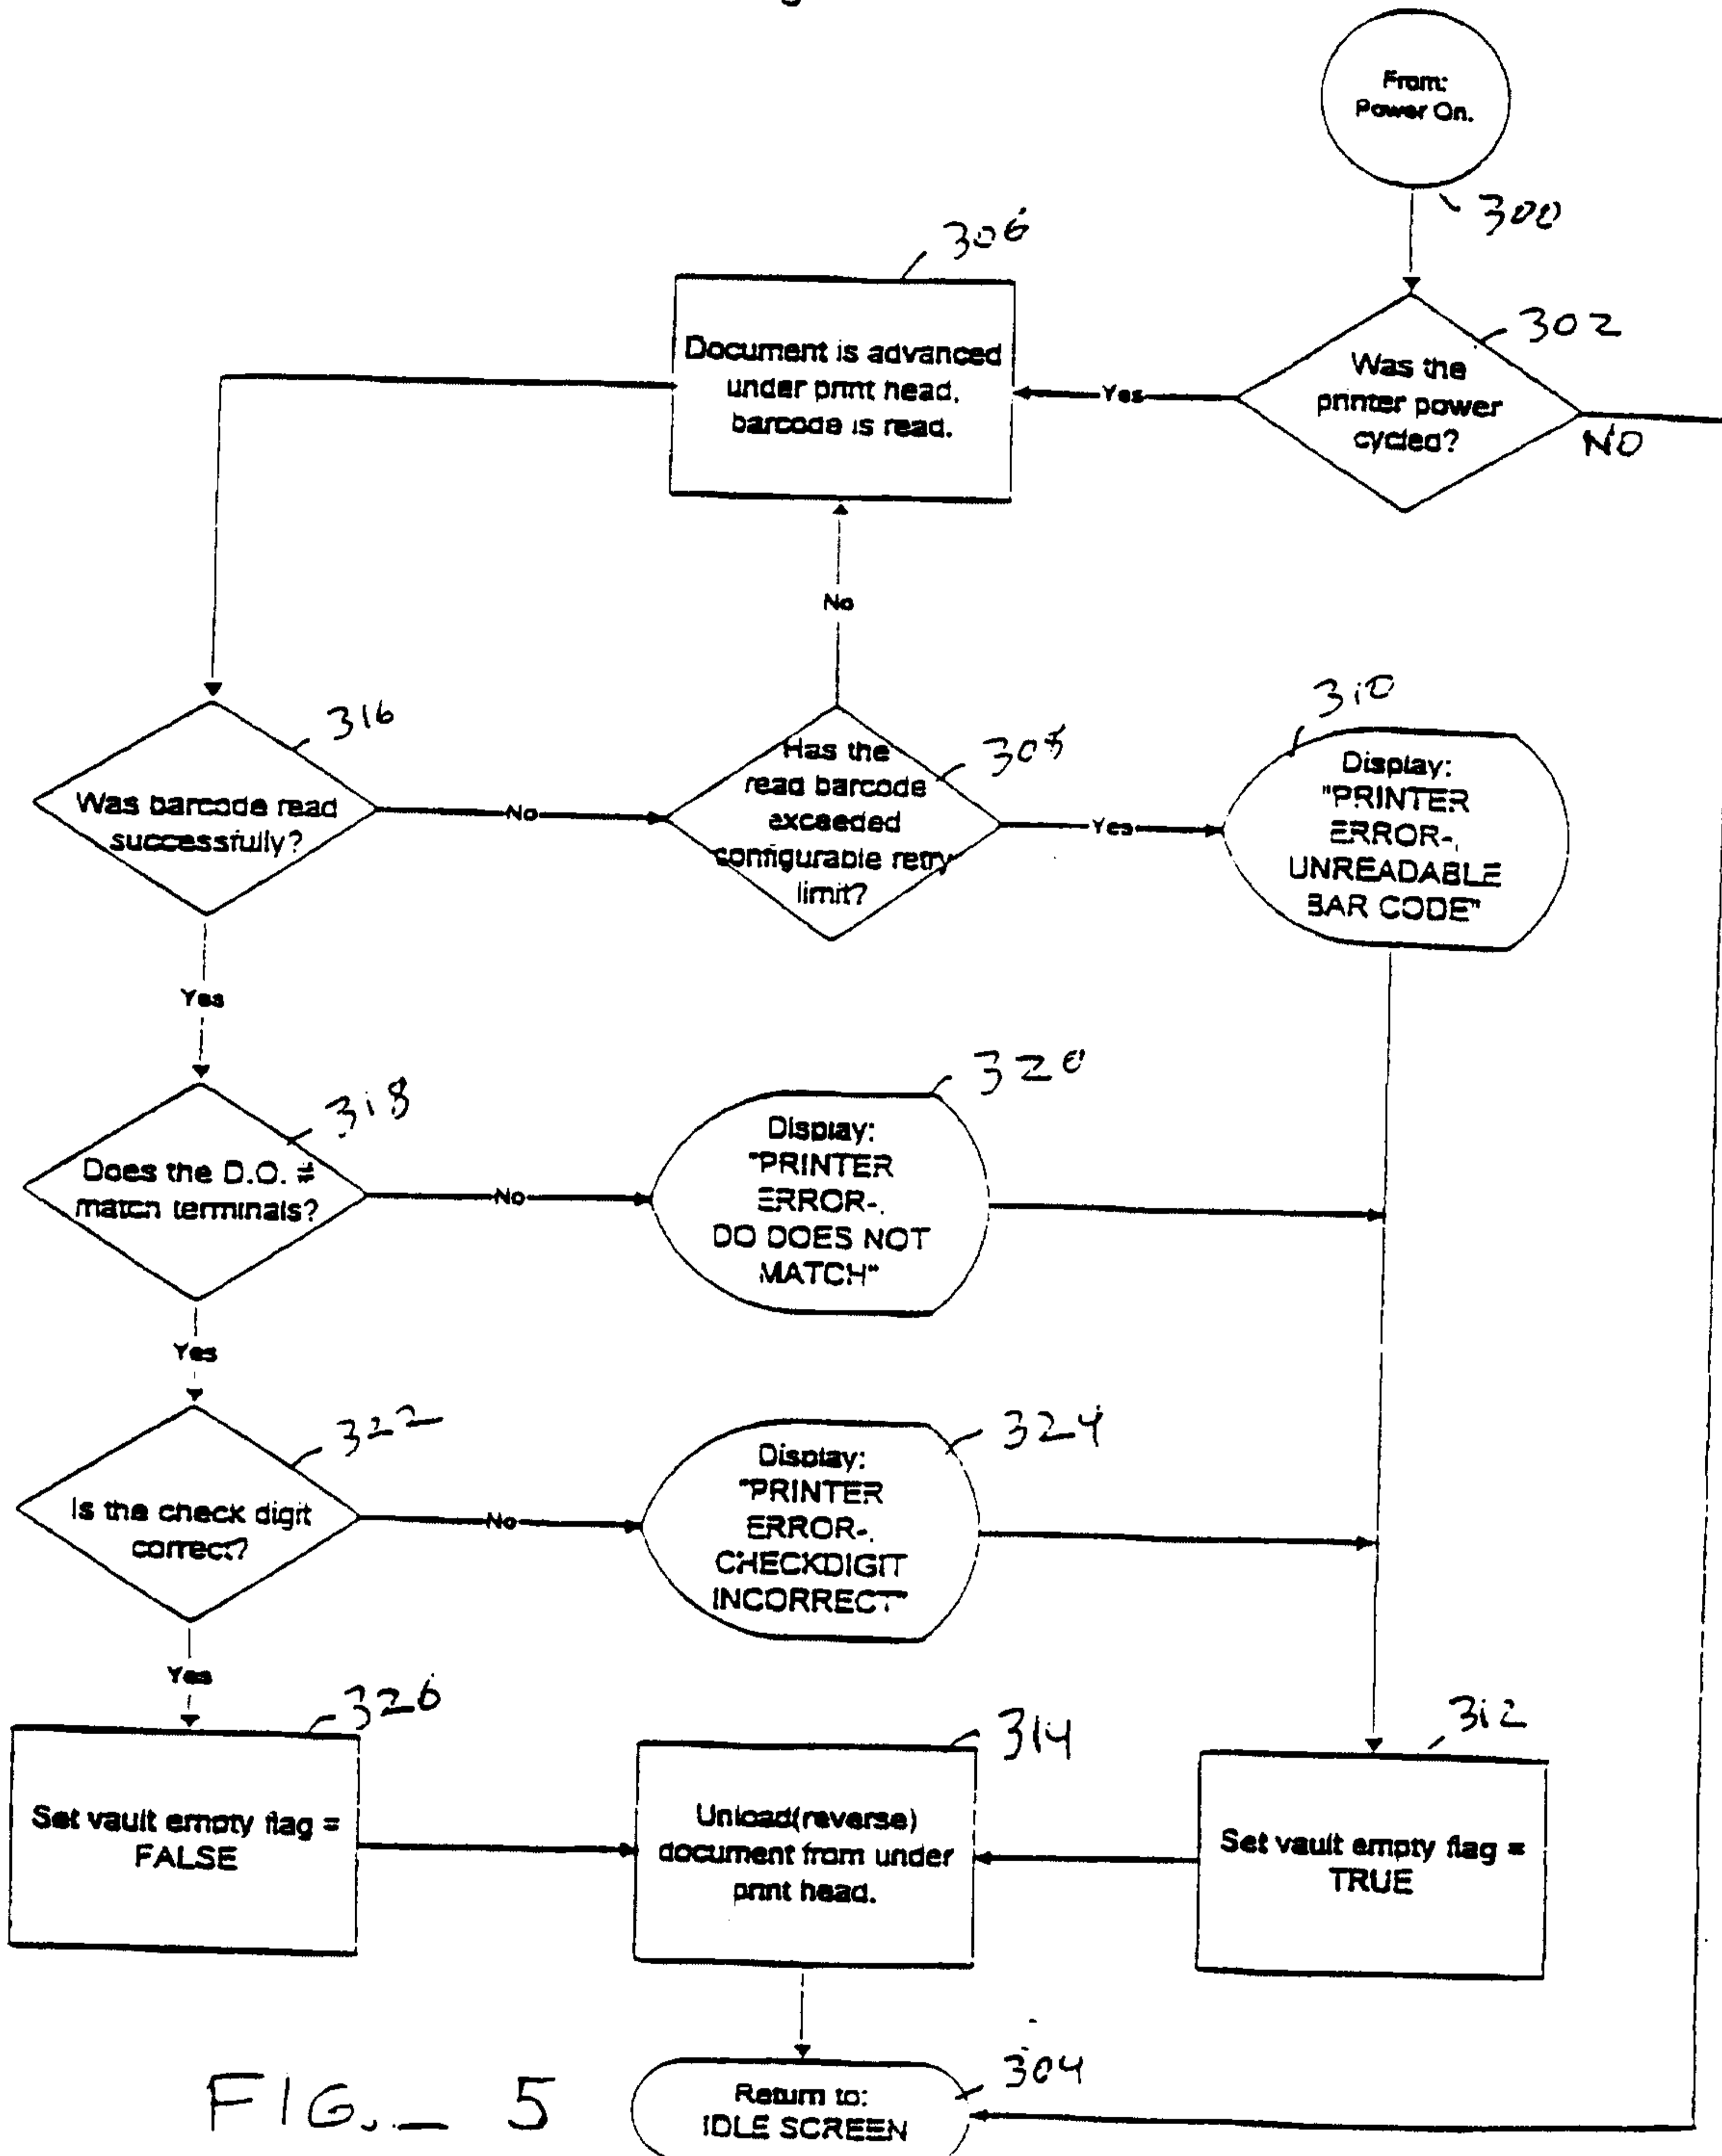 From:
Power On.
300
306
302
Document is advanced
under print head,
barcode is read.
Yes
Was the
printer power
cycled?
NO
No
316
Was barcode read
successfully?
No
308
Has the
read barcode
exceeded
configurable retry
limit?
Yes
310
Display:
"PRINTER
ERROR-,
UNREADABLE
BAR CODE"
Yes
318
Does the D.O. #
match terminals?
No
320
Display:
"PRINTER
ERROR-,
DO DOES NOT
MATCH"
Yes
322
Is the check digit
correct?
No
324
Display:
"PRINTER
ERROR-,
CHECKDIGIT
INCORRECT"
Yes
326
Set vault empty flag =
FALSE
314
Unload(reverse)
document from under
print head.
312
Set vault empty flag =
TRUE
304
Return to:
IDLE SCREEN
FIG._ 5